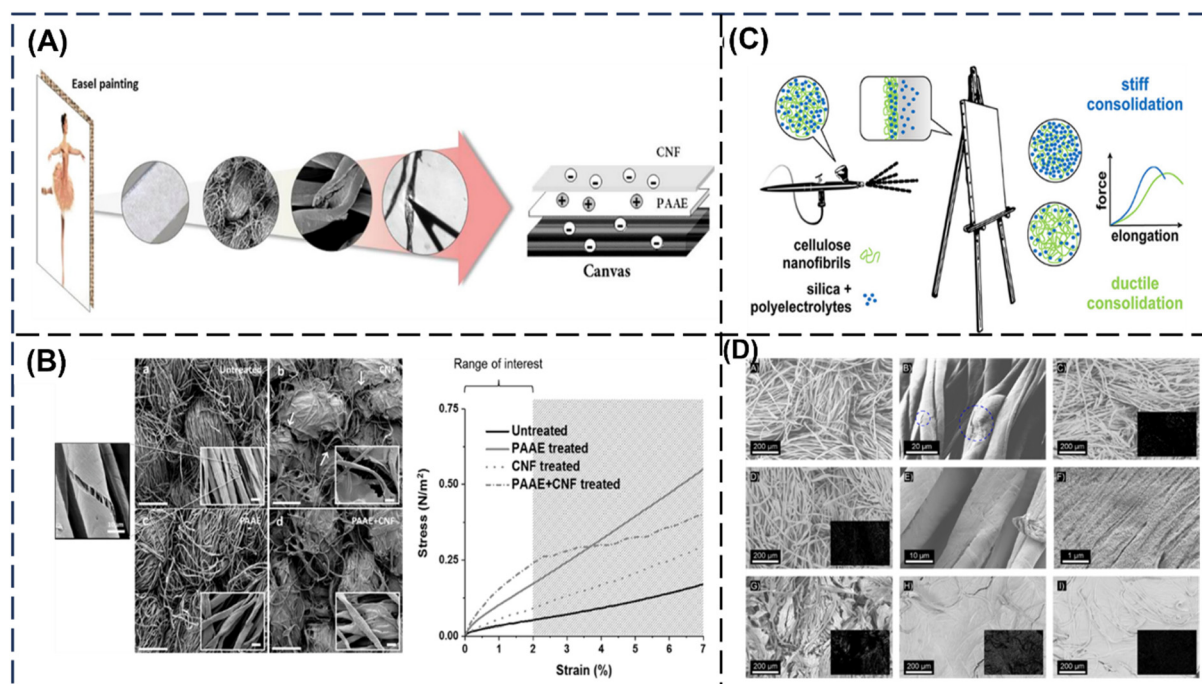 (A)
Easel painting
CNF
PAAE
Canvas
(C)
stiff
consolidation
cellulose
nanofibrils
silica +
polyelectrolytes
force
elongation
ductile
consolidation
(B)
a
Untreated
b
CNF
c
PAAE
d
PAAE+CNF
Range of interest
0.75
0.50
0.25
0.00
Stress (N/m²)
Untreated
PAAE treated
CNF treated
PAAE+CNF treated
0
1
2
3
4
5
6
7
Strain (%)
(D)
A)
200 µm
B)
20 µm
C)
200 µm
D)
200 µm
E)
10 µm
F)
1 µm
G)
200 µm
H)
200 µm
I)
200 µm